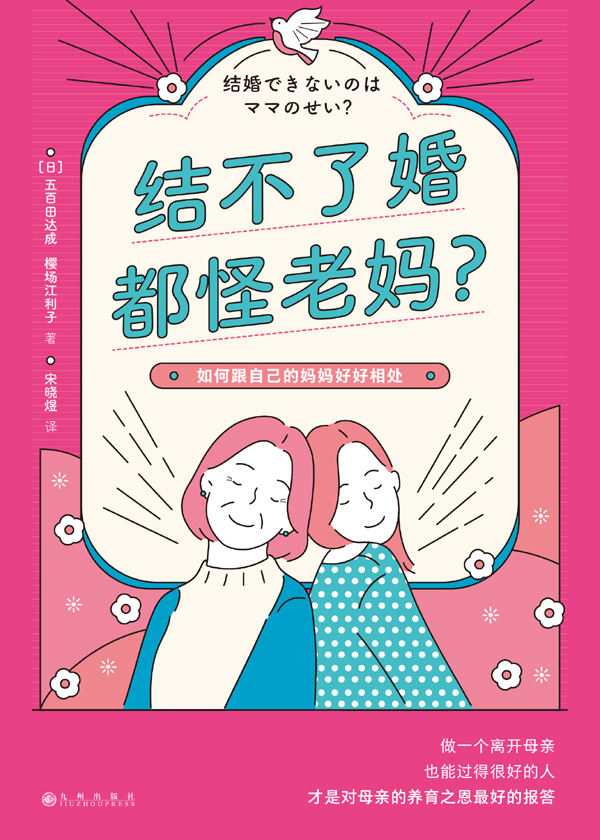 结婚できないのは
ママのせい？
结不了婚
都怪老妈？
如何跟自己的妈妈好好相处
［日］五百田达成 樱场江利子 著
宋晓煜 译
做一个离开母亲
也能过得很好的人
才是对母亲的养育之恩最好的报答
九州出版社
JIUZHOUPRESS